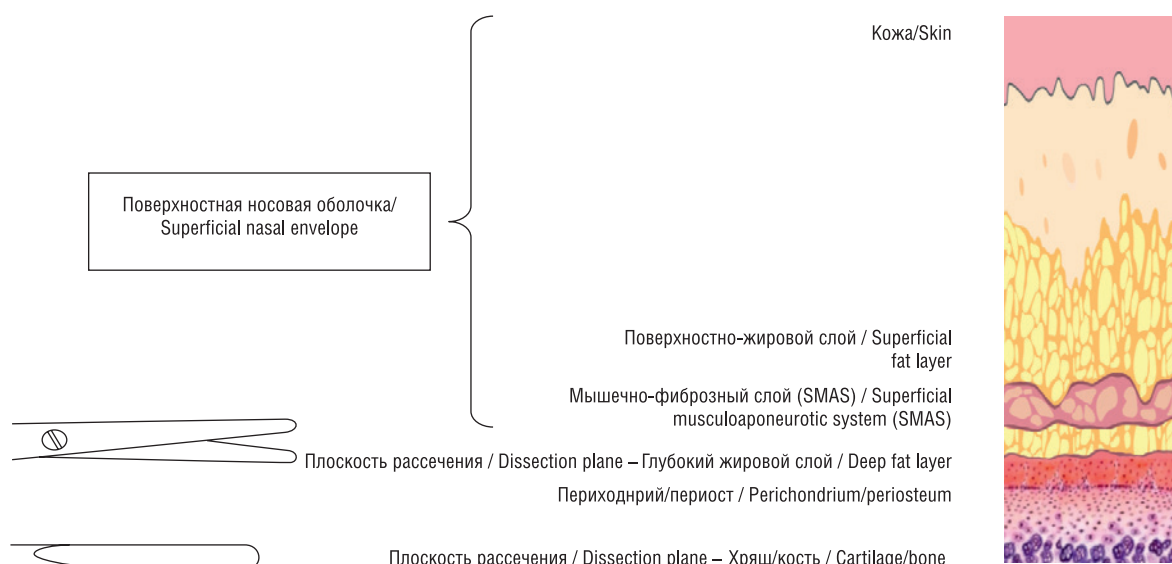 Кожа/Skin
Поверхностная носовая оболочка/
Superficial nasal envelope
Поверхностно-жировой слой / Superficial
fat layer
Мышечно-фиброзный слой (SMAS) / Superficial
musculoaponeurotic system (SMAS)
Плоскость рассечения / Dissection plane – Глубокий жировой слой / Deep fat layer
Периходнрий/периост / Perichondrium/periosteum
Плоскость рассечения / Dissection plane – Хрящ/кость / Cartilage/bone